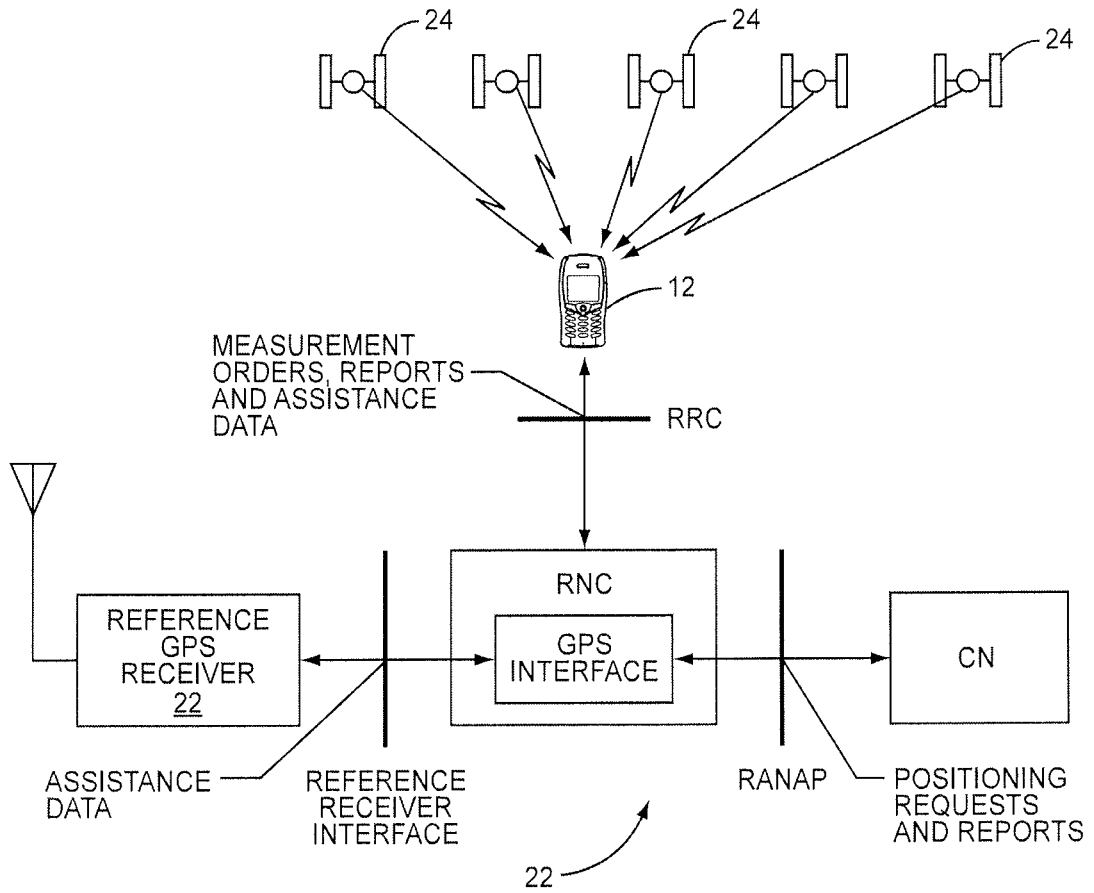 24
24
24
12
MEASUREMENT
ORDERS, REPORTS
AND ASSISTANCE
DATA
RRC
RNC
REFERENCE
GPS
RECEIVER
22
GPS
INTERFACE
CN
ASSISTANCE
DATA
REFERENCE
RECEIVER
INTERFACE
RANAP
POSITIONING
REQUESTS
AND REPORTS
22